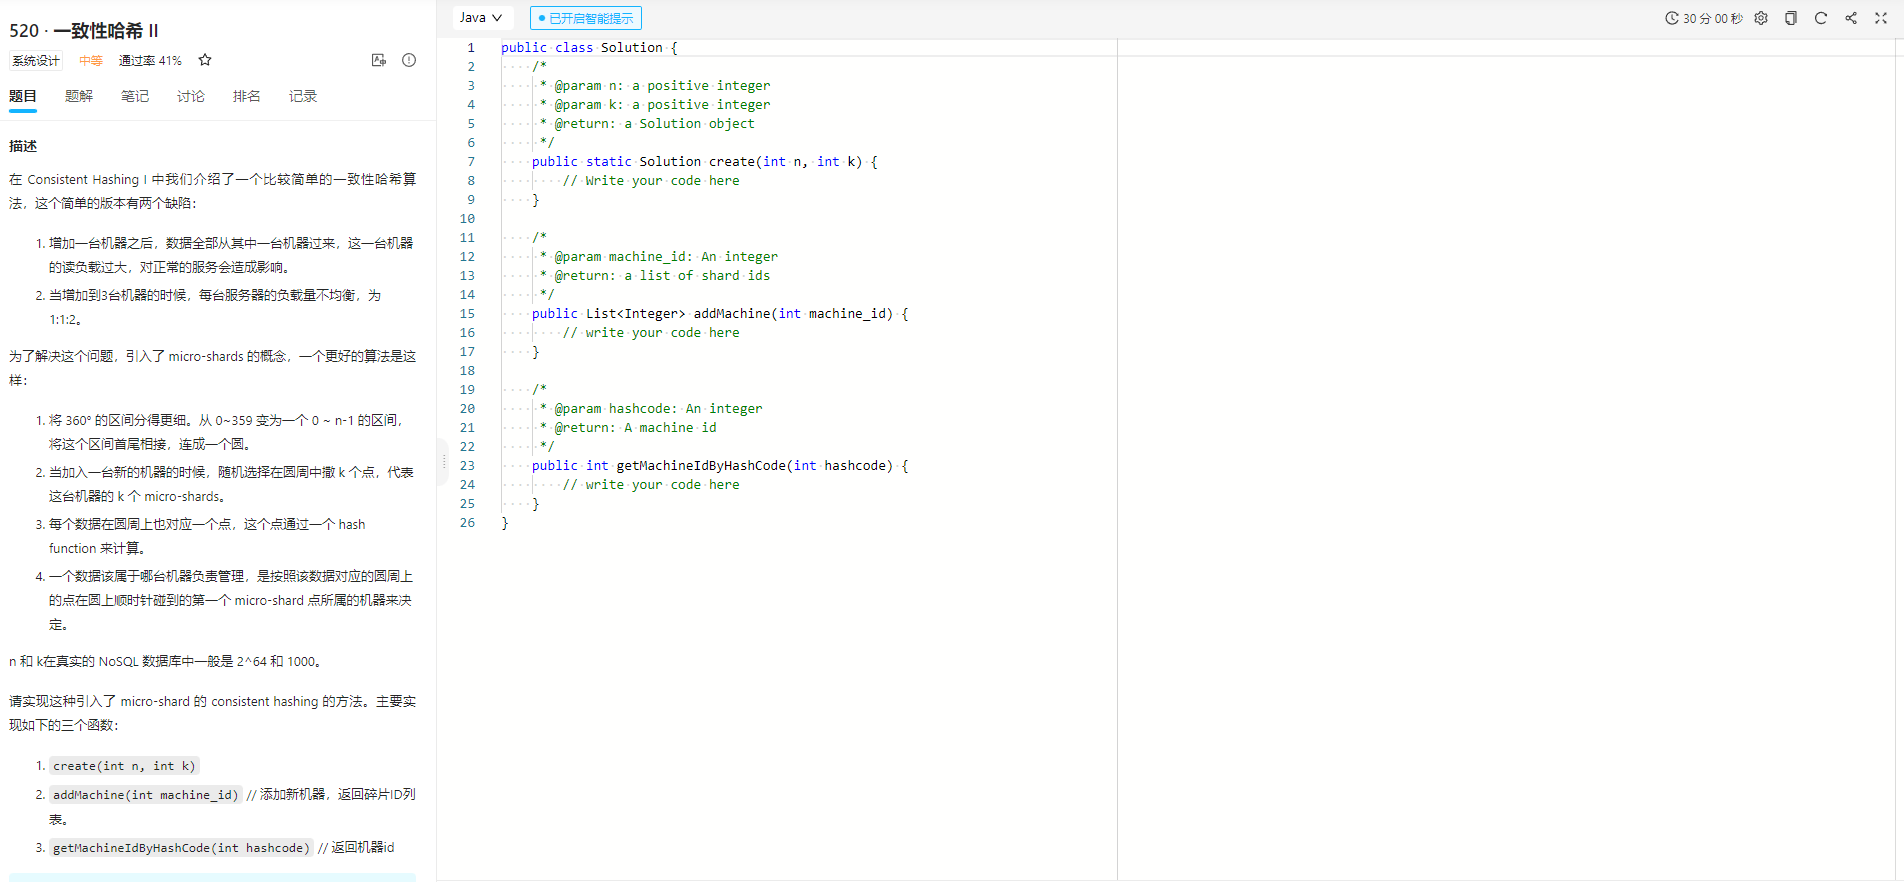 520 · 一致性哈希 II
系统设计 中等 通过率 41%
题目 题解 笔记 讨论 排名 记录
描述
在 Consistent Hashing I 中我们介绍了一个比较简单的一致性哈希算
法，这个简单的版本有两个缺陷：
1. 增加一台机器之后，数据全部从其中一台机器过来，这一台机器
的读负载过大，对正常的服务会造成影响。
2. 当增加到3台机器的时候，每台服务器的负载量不均衡，为
1:1:2。
为了解决这个问题，引入了 micro-shards 的概念，一个更好的算法是这
样：
1. 将 360° 的区间分得更细。从 0~359 变为一个 0 ~ n-1 的区间，
将这个区间首尾相接，连成一个圆。
2. 当加入一台新的机器的时候，随机选择在圆周中撒 k 个点，代表
这台机器的 k 个 micro-shards。
3. 每个数据在圆周上也对应一个点，这个点通过一个 hash
function 来计算。
4. 一个数据该属于哪台机器负责管理，是按照该数据对应的圆周上
的点在圆上顺时针碰到的第一个 micro-shard 点所属的机器来决
定。
n 和 k在真实的 NoSQL 数据库中一般是 2^64 和 1000。
请实现这种引入了 micro-shard 的 consistent hashing 的方法。主要实
现如下的三个函数：
1. create(int n, int k)
2. addMachine(int machine_id) // 添加新机器，返回碎片ID列
表。
3. getMachineIdByHashCode(int hashcode) // 返回机器id
Java 已开启智能提示 30 分 00 秒
1 public class Solution {
2 /*
3 * @param n: a positive integer
4 * @param k: a positive integer
5 * @return: a Solution object
6 */
7 public static Solution create(int n, int k) {
8 // Write your code here
9 }
10
11 /*
12 * @param machine_id: An integer
13 * @return: a list of shard ids
14 */
15 public List<Integer> addMachine(int machine_id) {
16 // write your code here
17 }
18
19 /*
20 * @param hashcode: An integer
21 * @return: A machine id
22 */
23 public int getMachineIdByHashCode(int hashcode) {
24 // write your code here
25 }
26 }